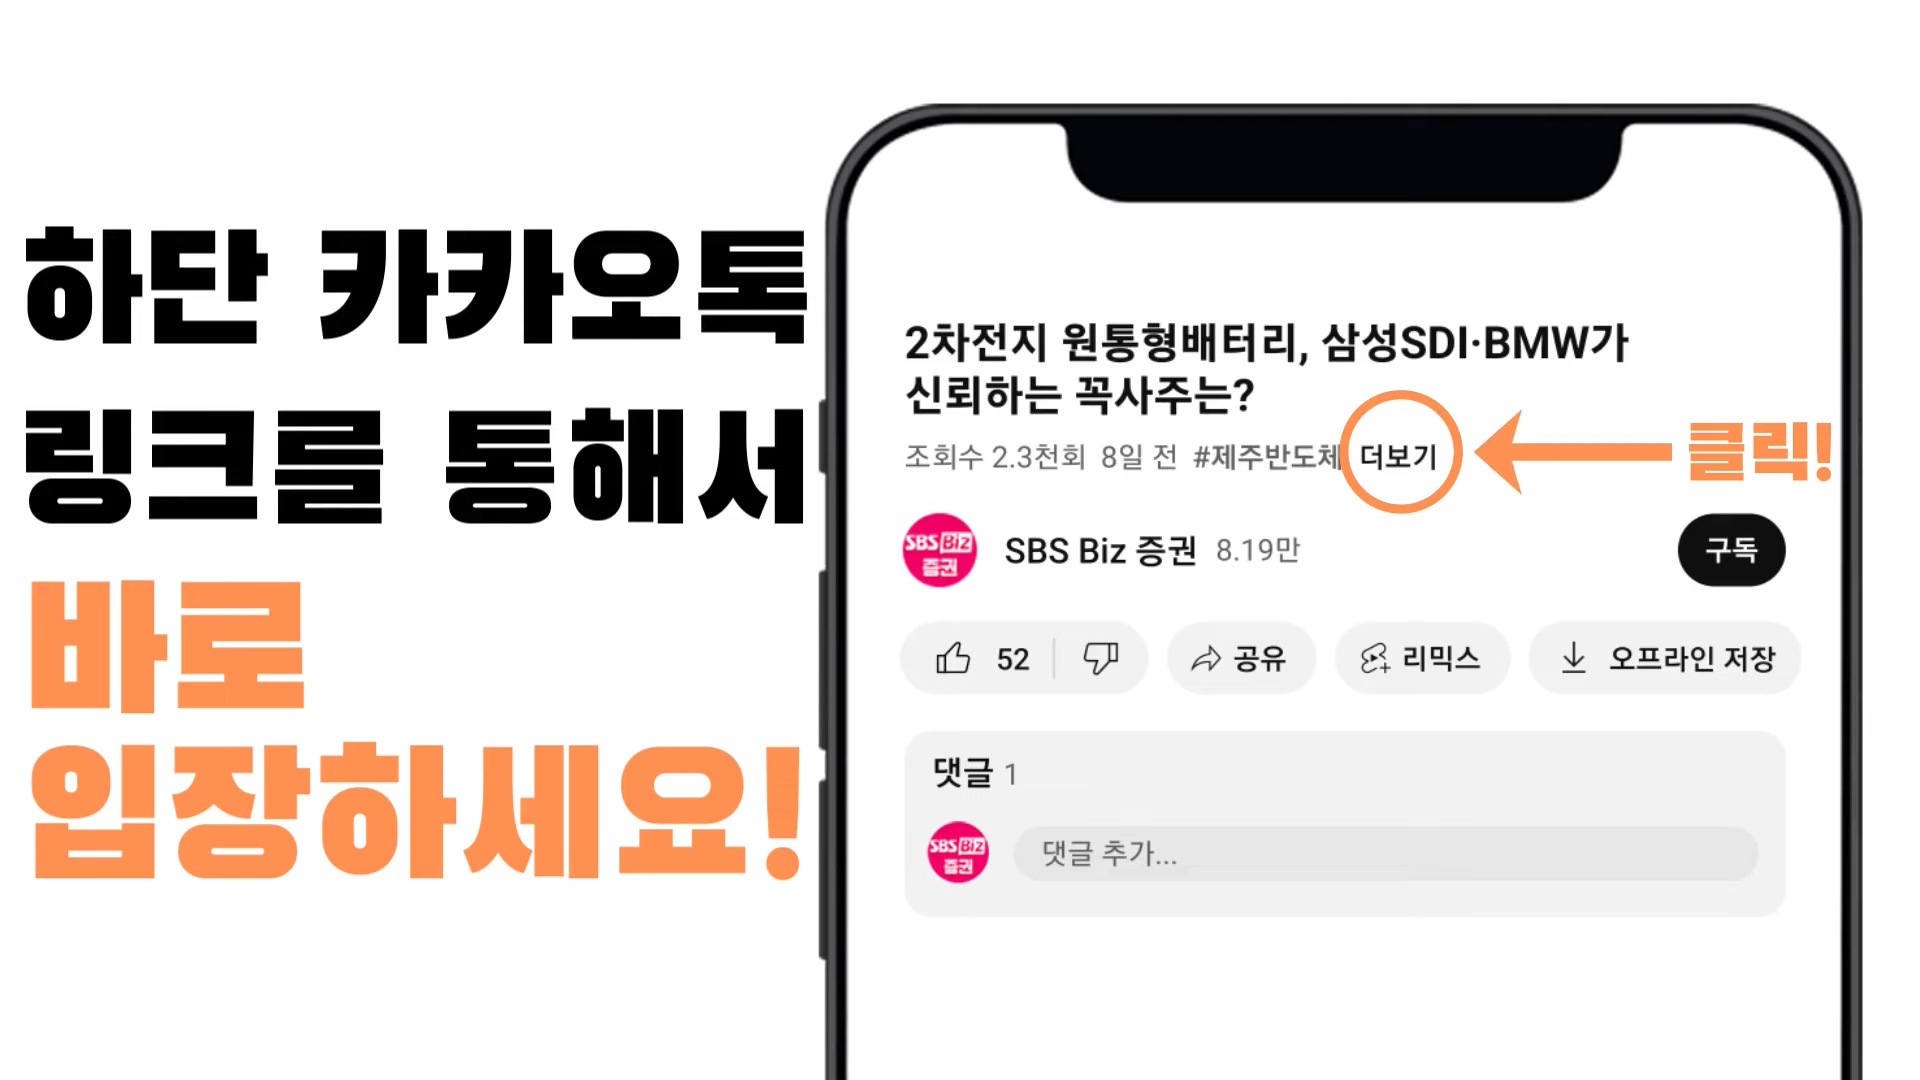 하단 카카오톡
링크를 통해서
바로
입장하세요!
2차전지 원통형배터리, 삼성SDI·BMW가
신뢰하는 꼭사주는?
조회수 2.3천회 8일 전 #제주반도체 더보기
클릭!
SBS Biz 증권
SBS Biz 증권 8.19만
구독
52
공유
리믹스
오프라인 저장
댓글 1
SBS Biz 증권
댓글 추가...